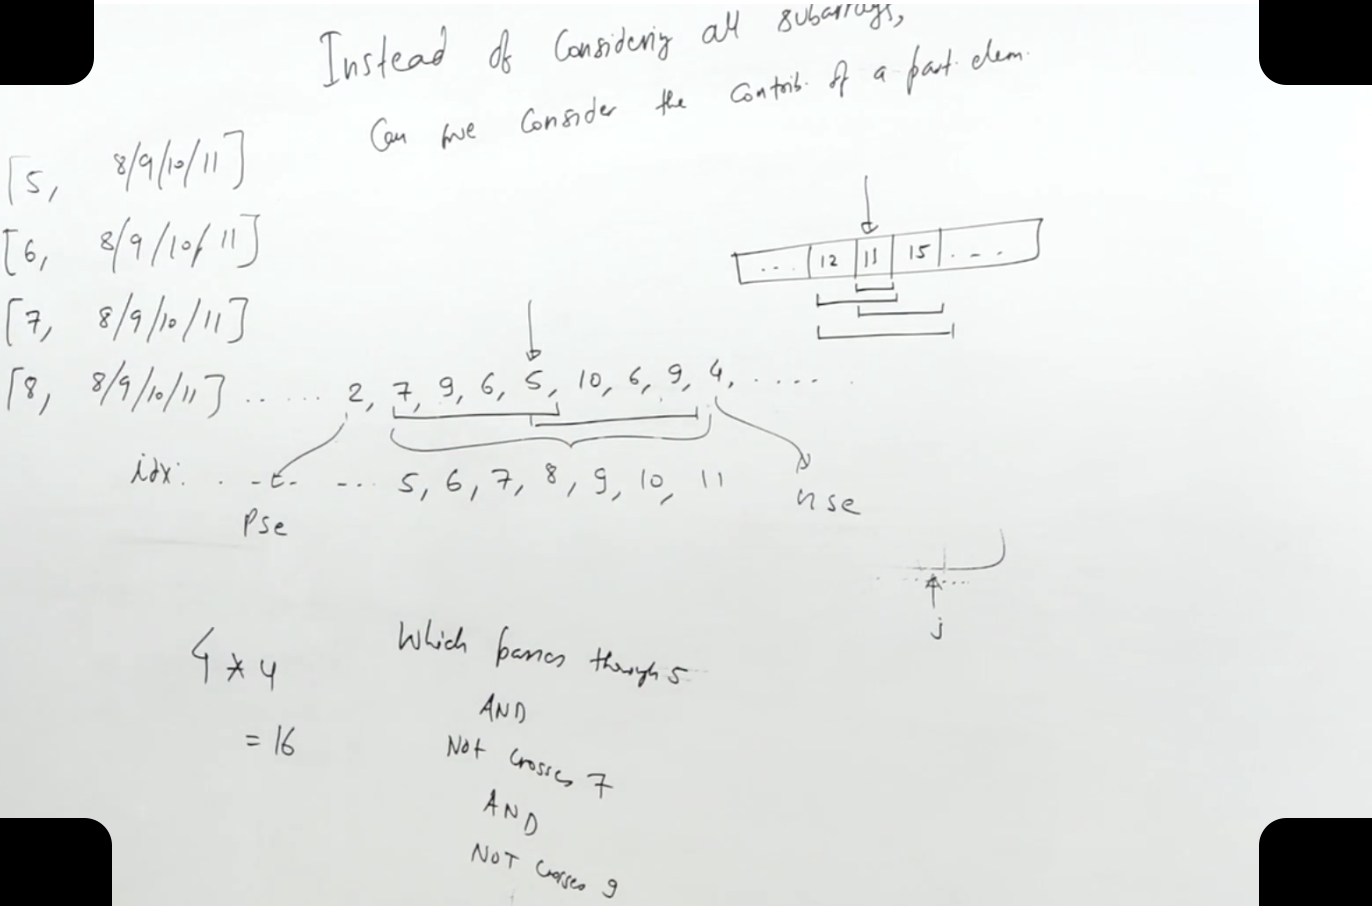 Instead of Considering all subarrays,
Can we Consider the contrib. of a part. elem.
[5, 8/9/10/11]
[6, 8/9/10/11]
[7, 8/9/10/11]
[8, 8/9/10/11]
... 12 11 15 . - .
..... 2, 7, 9, 6, 5, 10, 6, 9, 4, .....
idx: . . - - ... 5, 6, 7, 8, 9, 10, 11
Pse
nse
j
4 * 4
= 16
Which passes through 5
AND
Not crosses 7
AND
NOT crosses 9